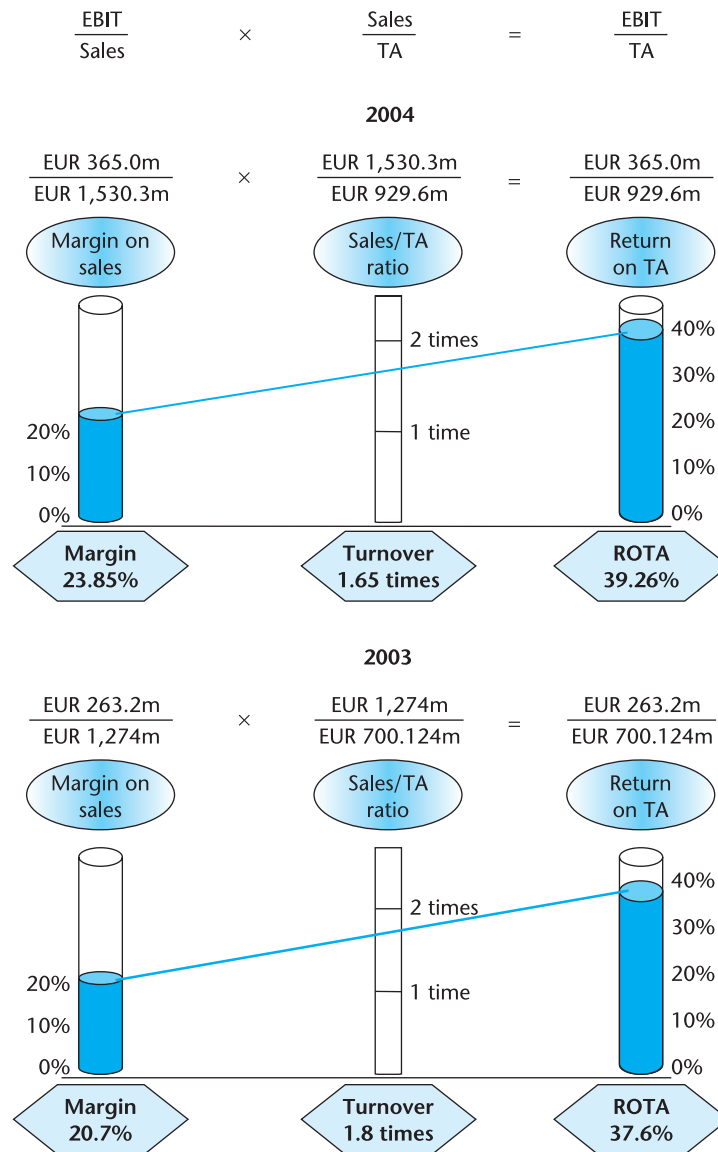 EBIT × Sales = EBIT
Sales TA TA
2004
EUR 365.0m × EUR 1,530.3m = EUR 365.0m
EUR 1,530.3m EUR 929.6m EUR 929.6m
Margin on Sales/TA Return
sales ratio on TA
40%
2 times
30%
20% 1 time 20%
10% 10%
0% 0%
Margin Turnover ROTA
23.85% 1.65 times 39.26%
2003
EUR 263.2m × EUR 1,274m = EUR 263.2m
EUR 1,274m EUR 700.124m EUR 700.124m
Margin on Sales/TA Return
sales ratio on TA
40%
2 times
30%
20% 1 time 20%
10% 10%
0% 0%
Margin Turnover ROTA
20.7% 1.8 times 37.6%